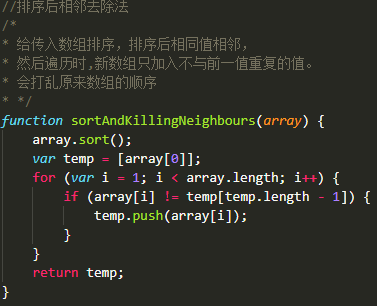 //排序后相邻去除法
/*
* 给传入数组排序，排序后相同值相邻，
* 然后遍历时,新数组只加入不与前一值重复的值。
* 会打乱原来数组的顺序
* */
function sortAndKillingNeighbours(array) {
    array.sort();
    var temp = [array[0]];
    for (var i = 1; i < array.length; i++) {
        if (array[i] != temp[temp.length - 1]) {
            temp.push(array[i]);
        }
    }
    return temp;
}